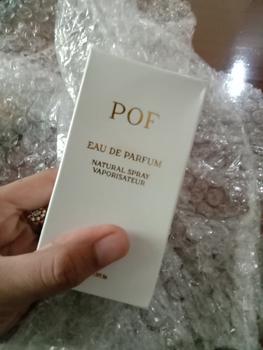 POF
EAU DE PARFUM
NATURAL SPRAY
VAPORISATEUR